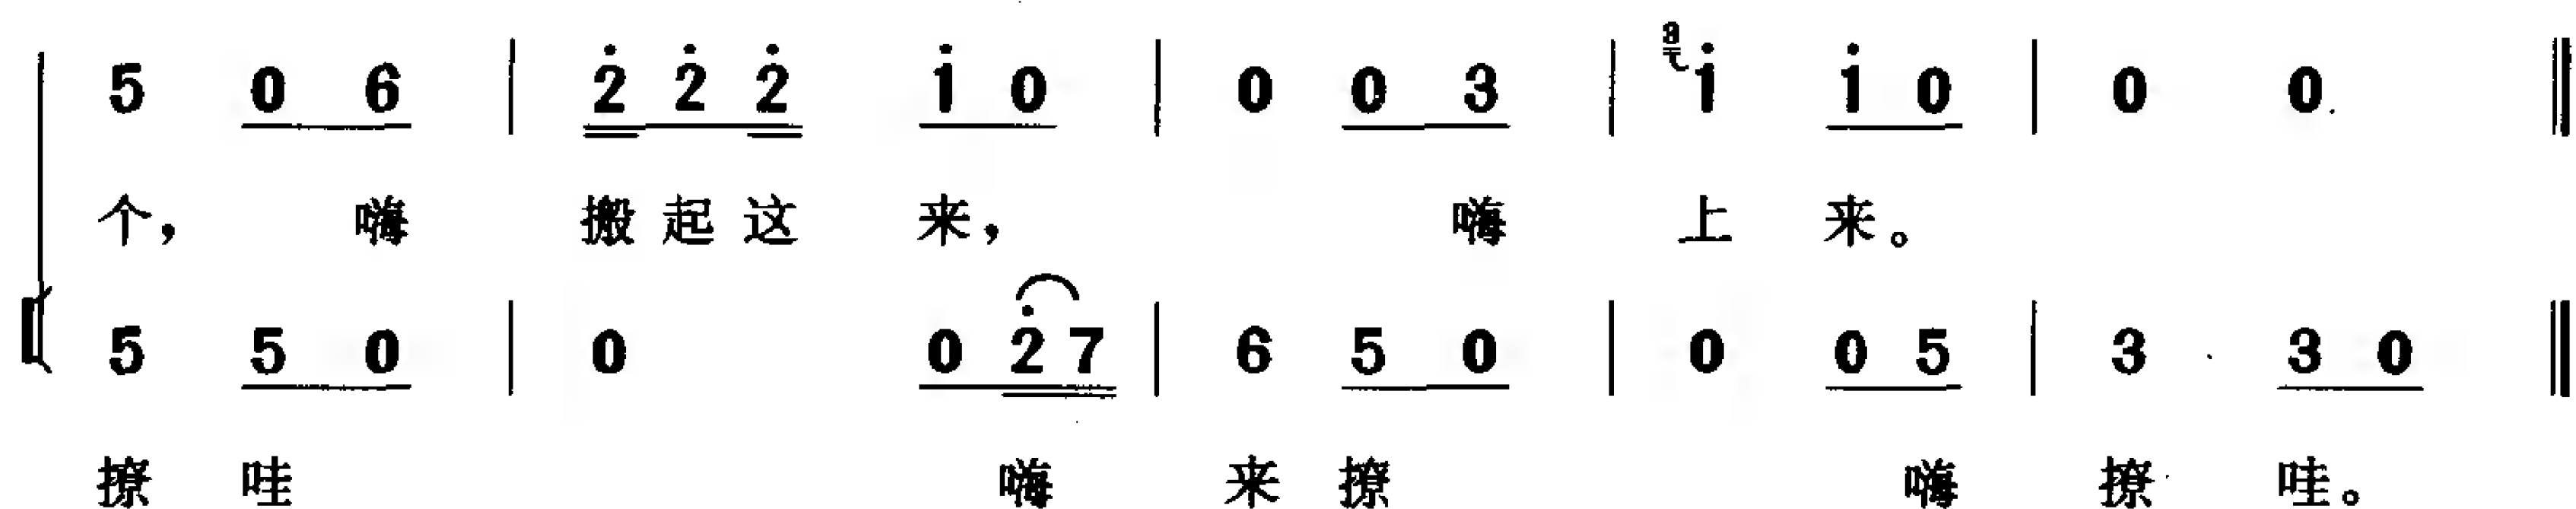 5 0 6 | 2̇ 2̇ 2̇ 1̇ 0 | 0 0 3 | 3 1̇ 1̇ 0 | 0 0 ‖
个， 嗨 搬 起 这 来， 嗨 上 来。
5 5 0 | 0 0 2̇ 7 | 6 5 0 | 0 0 5 | 3 3 0 ‖
撩 哇 嗨 来 撩 嗨 撩 哇。